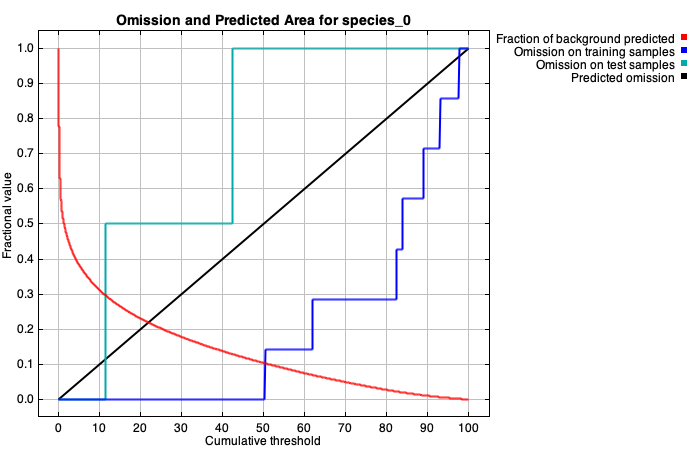 Omission and Predicted Area for species_0
Fraction of background predicted
Omission on training samples
Omission on test samples
Predicted omission
Fractional value
1.0
0.9
0.8
0.7
0.6
0.5
0.4
0.3
0.2
0.1
0.0
0 10 20 30 40 50 60 70 80 90 100
Cumulative threshold